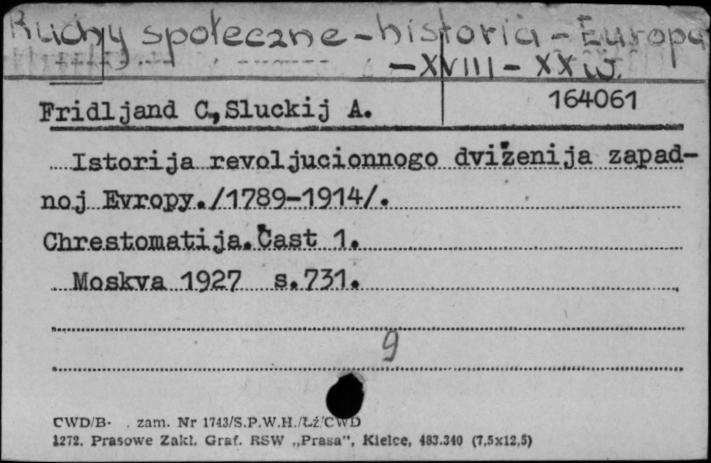 Ruchy społeczne - historia - Europa
- XVIII - XX w.
164061
Fridljand C., Sluckij A.
Istorija revoljucionnogo dviženija zapad-
noj Evropy./1789-1914/.
Chrestomatija.Čast 1.
Moskva 1927 s.731.
9
CWD/B- . zam. Nr 1743/S.P.W.H./Łź/CWD
1272. Prasowe Zakł. Graf. RSW „Prasa", Kielce, 483.340 (7,5x12,5)